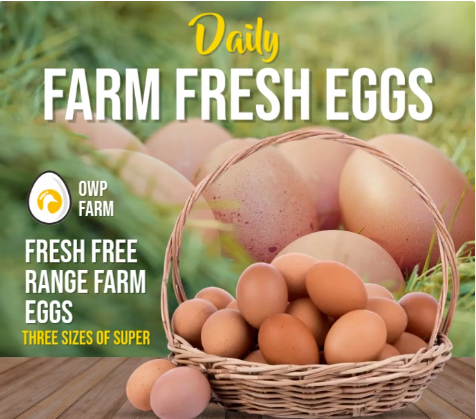 Daily
FARM FRESH EGGS
OWP
FARM
FRESH FREE
RANGE FARM
EGGS
THREE SIZES OF SUPER